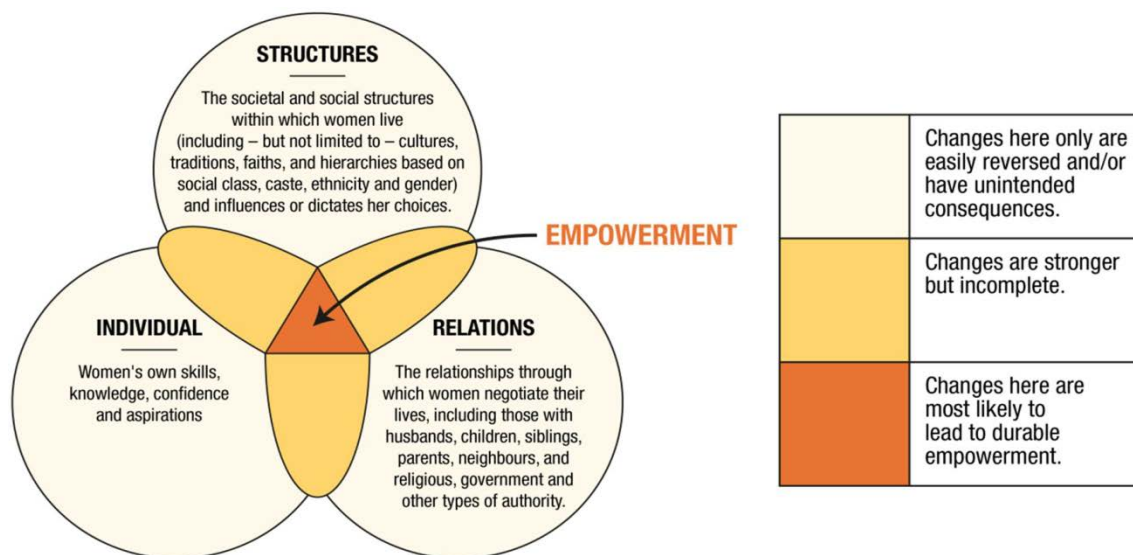 STRUCTURES
The societal and social structures
within which women live
(including – but not limited to – cultures,
traditions, faiths, and hierarchies based on
social class, caste, ethnicity and gender)
and influences or dictates her choices.
EMPOWERMENT
INDIVIDUAL
Women's own skills,
knowledge, confidence
and aspirations
RELATIONS
The relationships through
which women negotiate their
lives, including those with
husbands, children, siblings,
parents, neighbours, and
religious, government and
other types of authority.
Changes here only are
easily reversed and/or
have unintended
consequences.
Changes are stronger
but incomplete.
Changes here are
most likely to
lead to durable
empowerment.